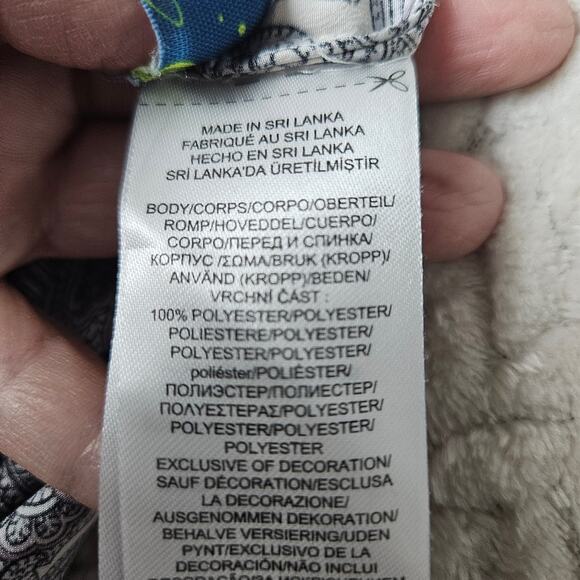 MADE IN SRI LANKA
FABRIQUÉ AU SRI LANKA
HECHO EN SRI LANKA
SRİ LANKA'DA ÜRETİLMİŞTİR
BODY/CORPS/CORPO/OBERTEIL/
ROMP/HOVEDDEL/CUERPO/
CORPO/ПЕРЕД И СПИНКА/
КОРПУС /ΣΩΜΑ/BRUK (KROPP)/
ANVÄND (KROPP)/BEDEN/
VRCHNÍ ČÁST :
100% POLYESTER/POLYESTER/
POLIESTERE/POLYESTER/
POLYESTER/POLYESTER/
poliéster/POLIÉSTER/
ПОЛИЭСТЕР/ПОЛИЕСТЕР/
ΠΟΛΥΕΣΤΕΡΑΣ/POLYESTER/
POLYESTER/POLYESTER/
POLYESTER
EXCLUSIVE OF DECORATION/
SAUF DÉCORATION/ESCLUSA
LA DECORAZIONE/
AUSGENOMMEN DEKORATION/
BEHALVE VERSIERING/UDEN
PYNT/EXCLUSIVO DE LA
DECORACIÓN/NÃO INCLUI